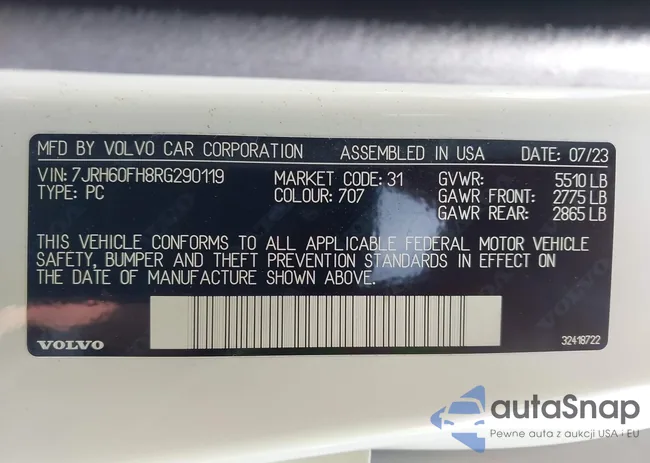 MFD BY VOLVO CAR CORPORATION ASSEMBLED IN USA DATE: 07/23
VIN: 7JRH60FH8RG290119 MARKET CODE: 31 GVWR: 5510 LB
TYPE: PC COLOUR: 707 GAWR FRONT: 2775 LB
GAWR REAR: 2865 LB
THIS VEHICLE CONFORMS TO ALL APPLICABLE FEDERAL MOTOR VEHICLE
SAFETY, BUMPER AND THEFT PREVENTION STANDARDS IN EFFECT ON
THE DATE OF MANUFACTURE SHOWN ABOVE.
VOLVO 32418722
autaSnap
Pewne auta z aukcji USA i EU